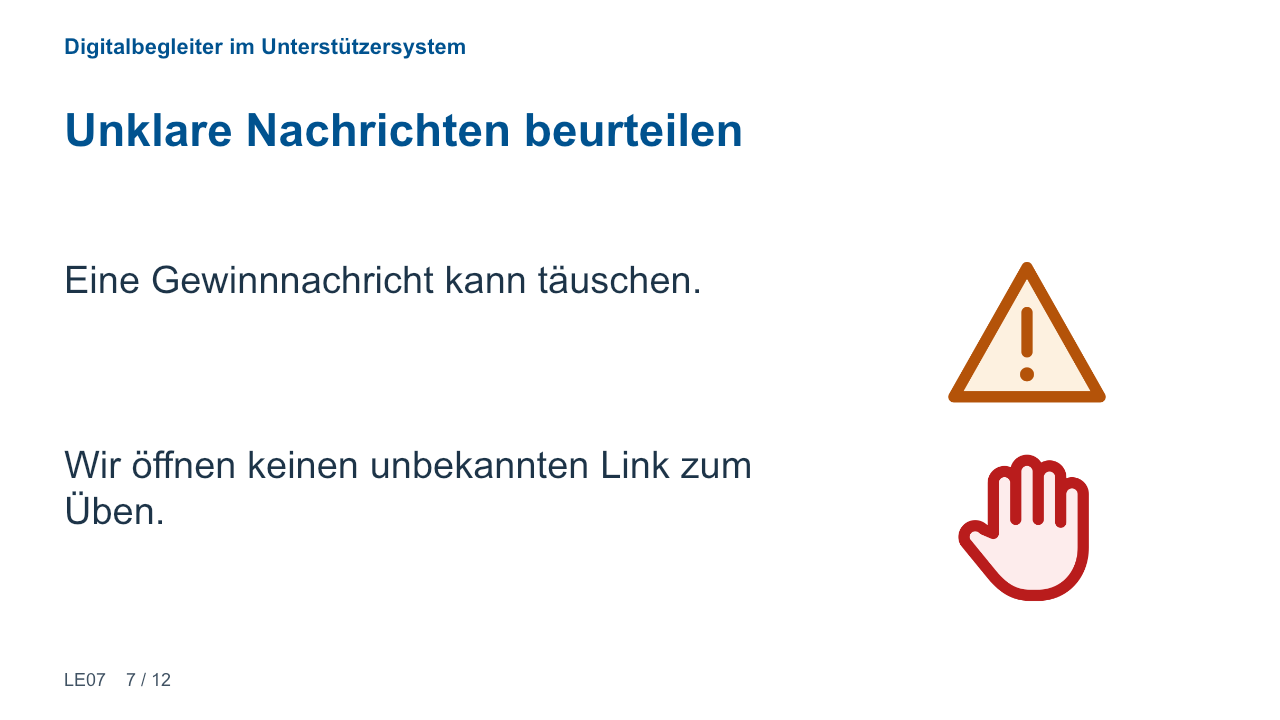 Digitalbegleiter im Unterstützersystem
Unklare Nachrichten beurteilen
Eine Gewinnnachricht kann täuschen.
Wir öffnen keinen unbekannten Link zum
Üben.
LE07 7 / 12